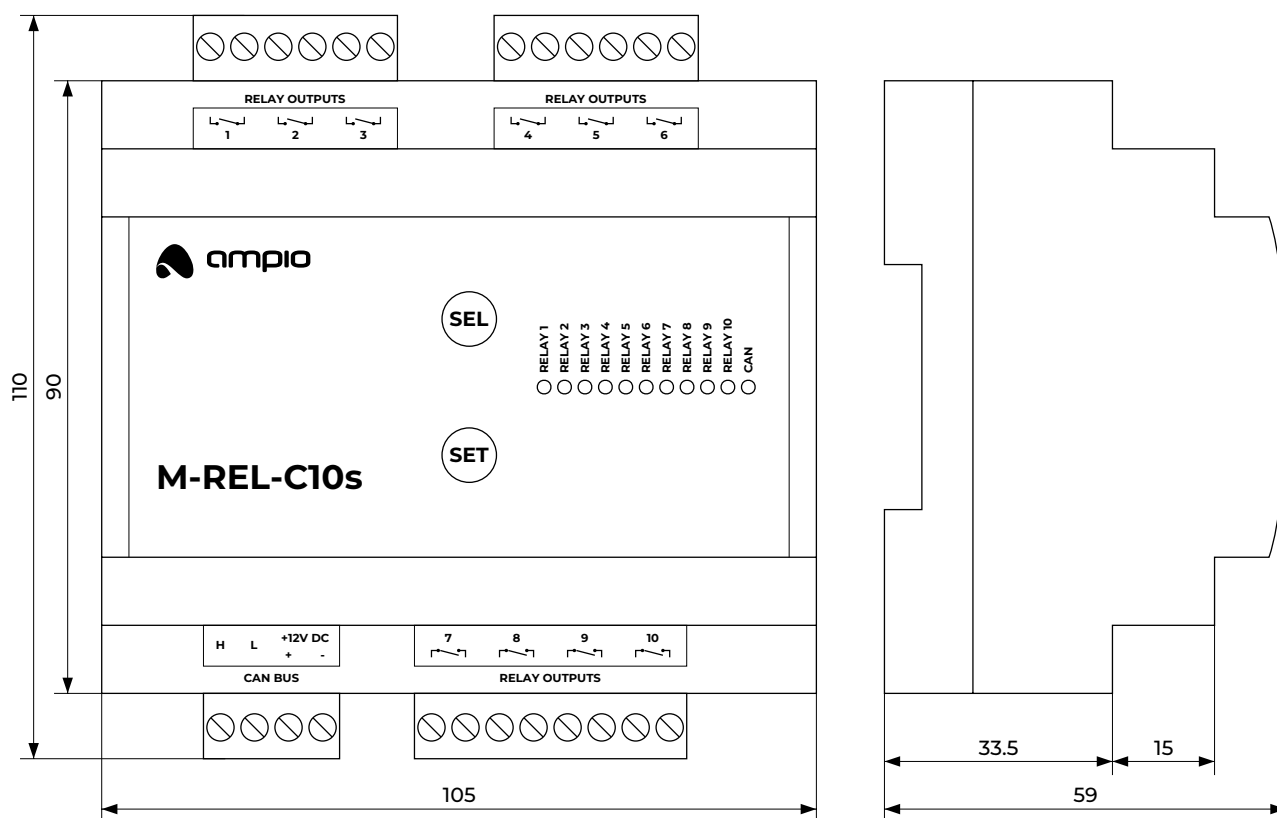 RELAY OUTPUTS
1 2 3
RELAY OUTPUTS
4 5 6
ampio
SEL
RELAY 1
RELAY 2
RELAY 3
RELAY 4
RELAY 5
RELAY 6
RELAY 7
RELAY 8
RELAY 9
RELAY 10
CAN
110
90
SET
M-REL-C10s
H L +12V DC
+ -
CAN BUS
7 8 9 10
RELAY OUTPUTS
33.5
15
105
59